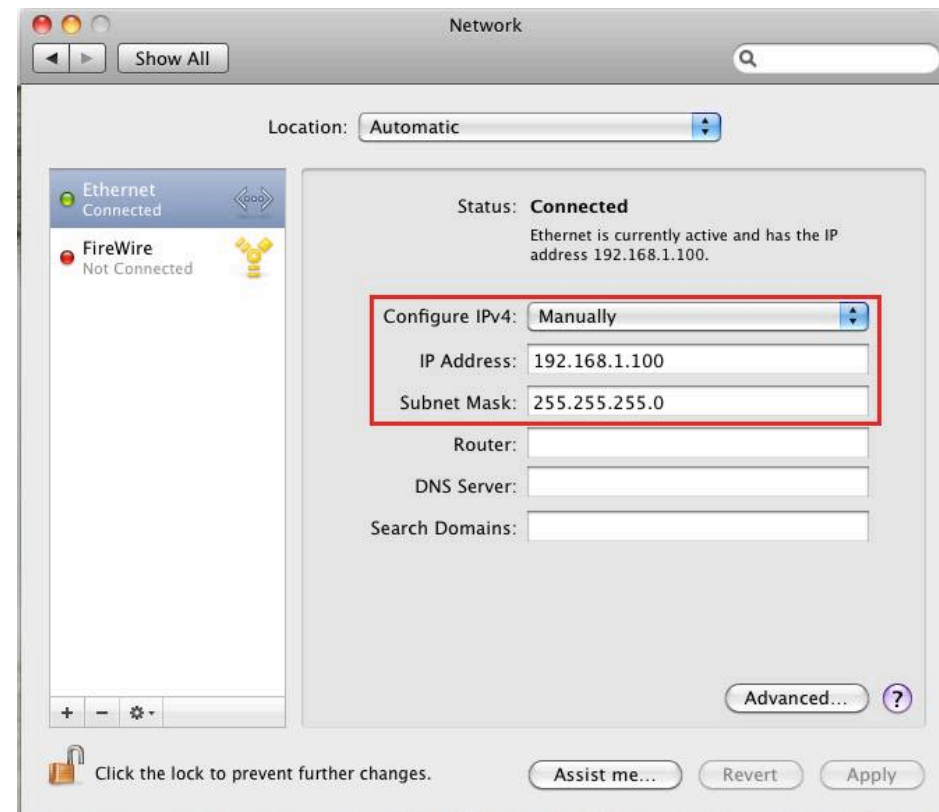 Network
Show All
Location: Automatic
Ethernet
Connected
FireWire
Not Connected
Status: Connected
Ethernet is currently active and has the IP
address 192.168.1.100.
Configure IPv4: Manually
IP Address: 192.168.1.100
Subnet Mask: 255.255.255.0
Router:
DNS Server:
Search Domains:
Advanced... ?
Click the lock to prevent further changes.
Assist me... Revert Apply